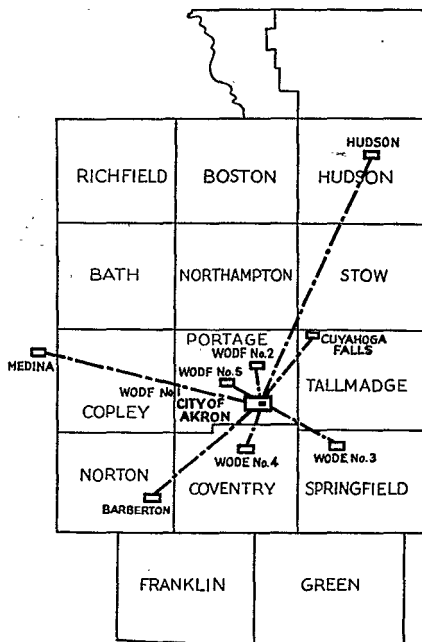 HUDSON
RICHFIELD
BOSTON
HUDSON
BATH
NORTHAMPTON
STOW
PORTAGE
CUYAHOGA
FALLS
MEDINA
WODF No.2
WODF No.5
WODF No.
TALLMADGE
CITY OF
AKRON
COPLEY
WODE No.4
WODE No.3
NORTON
COVENTRY
SPRINGFIELD
BARBERTON
FRANKLIN
GREEN